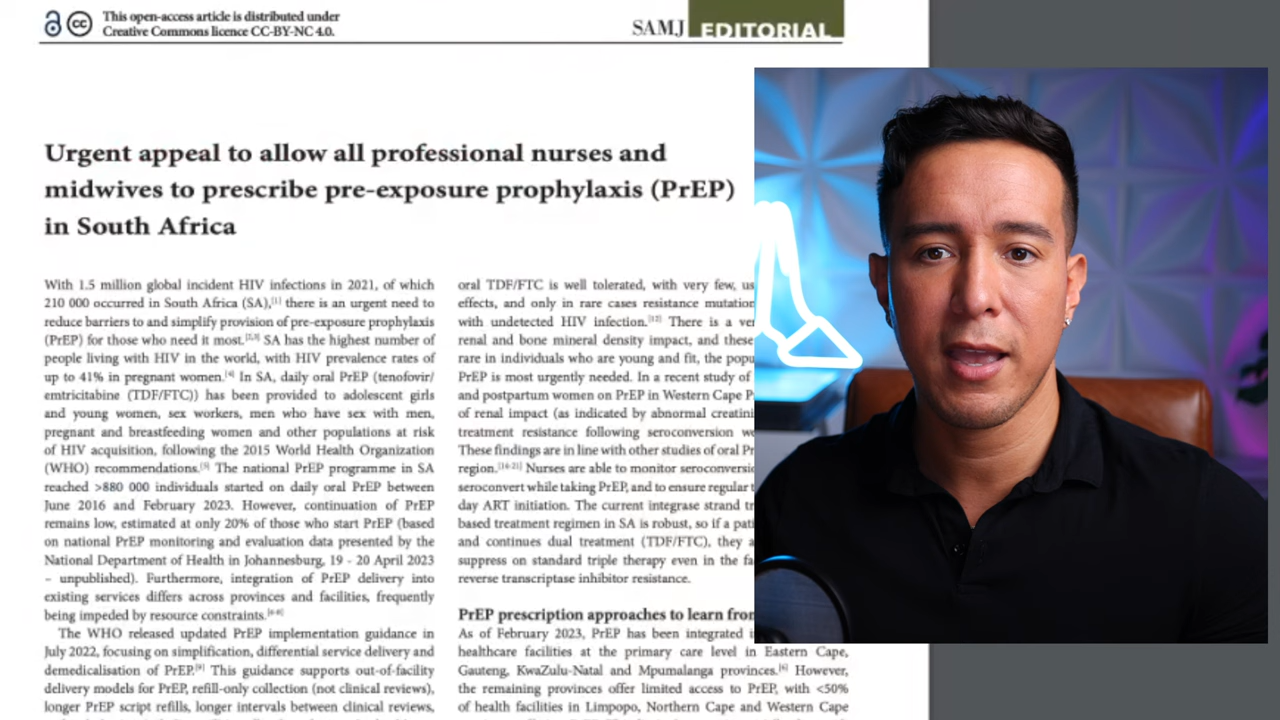 This open-access article is distributed under
Creative Commons licence CC-BY-NC 4.0.
SAMJ EDITORIAL
Urgent appeal to allow all professional nurses and
midwives to prescribe pre-exposure prophylaxis (PrEP)
in South Africa
With 1.5 million global incident HIV infections in 2021, of which
210 000 occurred in South Africa (SA),[1] there is an urgent need to
reduce barriers to and simplify provision of pre-exposure prophylaxis
(PrEP) for those who need it most.[2,3] SA has the highest number of
people living with HIV in the world, with HIV prevalence rates of
up to 41% in pregnant women.[4] In SA, daily oral PrEP (tenofovir/
emtricitabine (TDF/FTC)) has been provided to adolescent girls
and young women, sex workers, men who have sex with men,
pregnant and breastfeeding women and other populations at risk
of HIV acquisition, following the 2015 World Health Organization
(WHO) recommendations.[5] The national PrEP programme in SA
reached >880 000 individuals started on daily oral PrEP between
June 2016 and February 2023. However, continuation of PrEP
remains low, estimated at only 20% of those who start PrEP (based
on national PrEP monitoring and evaluation data presented by the
National Department of Health in Johannesburg, 19 - 20 April 2023
– unpublished). Furthermore, integration of PrEP delivery into
existing services differs across provinces and facilities, frequently
being impeded by resource constraints.[6-8]
The WHO released updated PrEP implementation guidance in
July 2022, focusing on simplification, differential service delivery and
demedicalisation of PrEP.[9] This guidance supports out-of-facility
delivery models for PrEP, refill-only collection (not clinical reviews),
longer PrEP script refills, longer intervals between clinical reviews,
oral TDF/FTC is well tolerated, with very few, us
effects, and only in rare cases resistance mutation
with undetected HIV infection.[12] There is a ver
renal and bone mineral density impact, and these
rare in individuals who are young and fit, the popu
PrEP is most urgently needed. In a recent study of
and postpartum women on PrEP in Western Cape P
of renal impact (as indicated by abnormal creatini
treatment resistance following seroconversion we
These findings are in line with other studies of oral Pr
region.[16-21] Nurses are able to monitor seroconversio
seroconvert while taking PrEP, and to ensure regular t
day ART initiation. The current integrase strand tr
based treatment regimen in SA is robust, so if a pati
and continues dual treatment (TDF/FTC), they a
suppress on standard triple therapy even in the fa
reverse transcriptase inhibitor resistance.
PrEP prescription approaches to learn from
As of February 2023, PrEP has been integrated i
healthcare facilities at the primary care level in Eastern Cape,
Gauteng, KwaZulu-Natal and Mpumalanga provinces.[6] However,
the remaining provinces offer limited access to PrEP, with <50%
of health facilities in Limpopo, Northern Cape and Western Cape